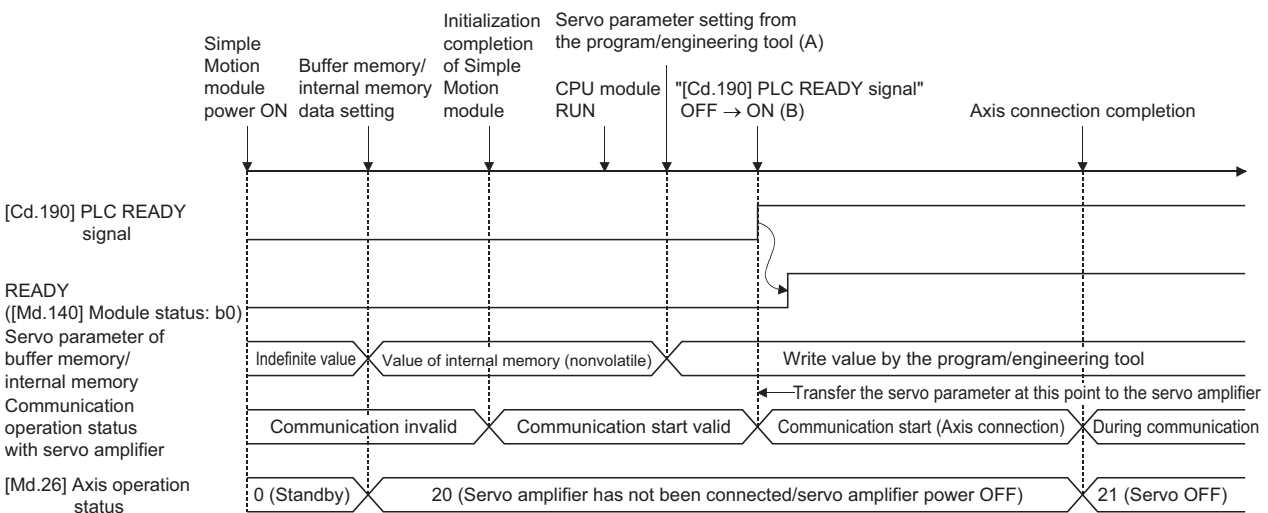 Simple
Motion
module
power ON
Buffer memory/
internal memory
data setting
Initialization
completion
of Simple
Motion
module
CPU module
RUN
Servo parameter setting from
the program/engineering tool (A)
"[Cd.190] PLC READY signal"
OFF → ON (B)
Axis connection completion
[Cd.190] PLC READY
signal
READY
([Md.140] Module status: b0)
Servo parameter of
buffer memory/
internal memory
Indefinite value
Value of internal memory (nonvolatile)
Write value by the program/engineering tool
Transfer the servo parameter at this point to the servo amplifier
Communication
operation status
with servo amplifier
Communication invalid
Communication start valid
Communication start (Axis connection)
During communication
[Md.26] Axis operation
status
0 (Standby)
20 (Servo amplifier has not been connected/servo amplifier power OFF)
21 (Servo OFF)